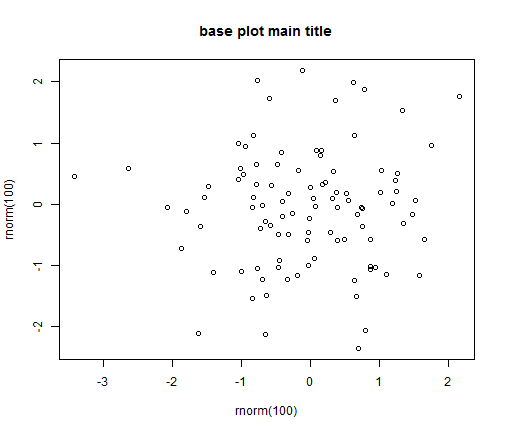 base plot main title
rnorm(100)
2
1
0
-1
-2
-3 -2 -1 0 1 2
rnorm(100)